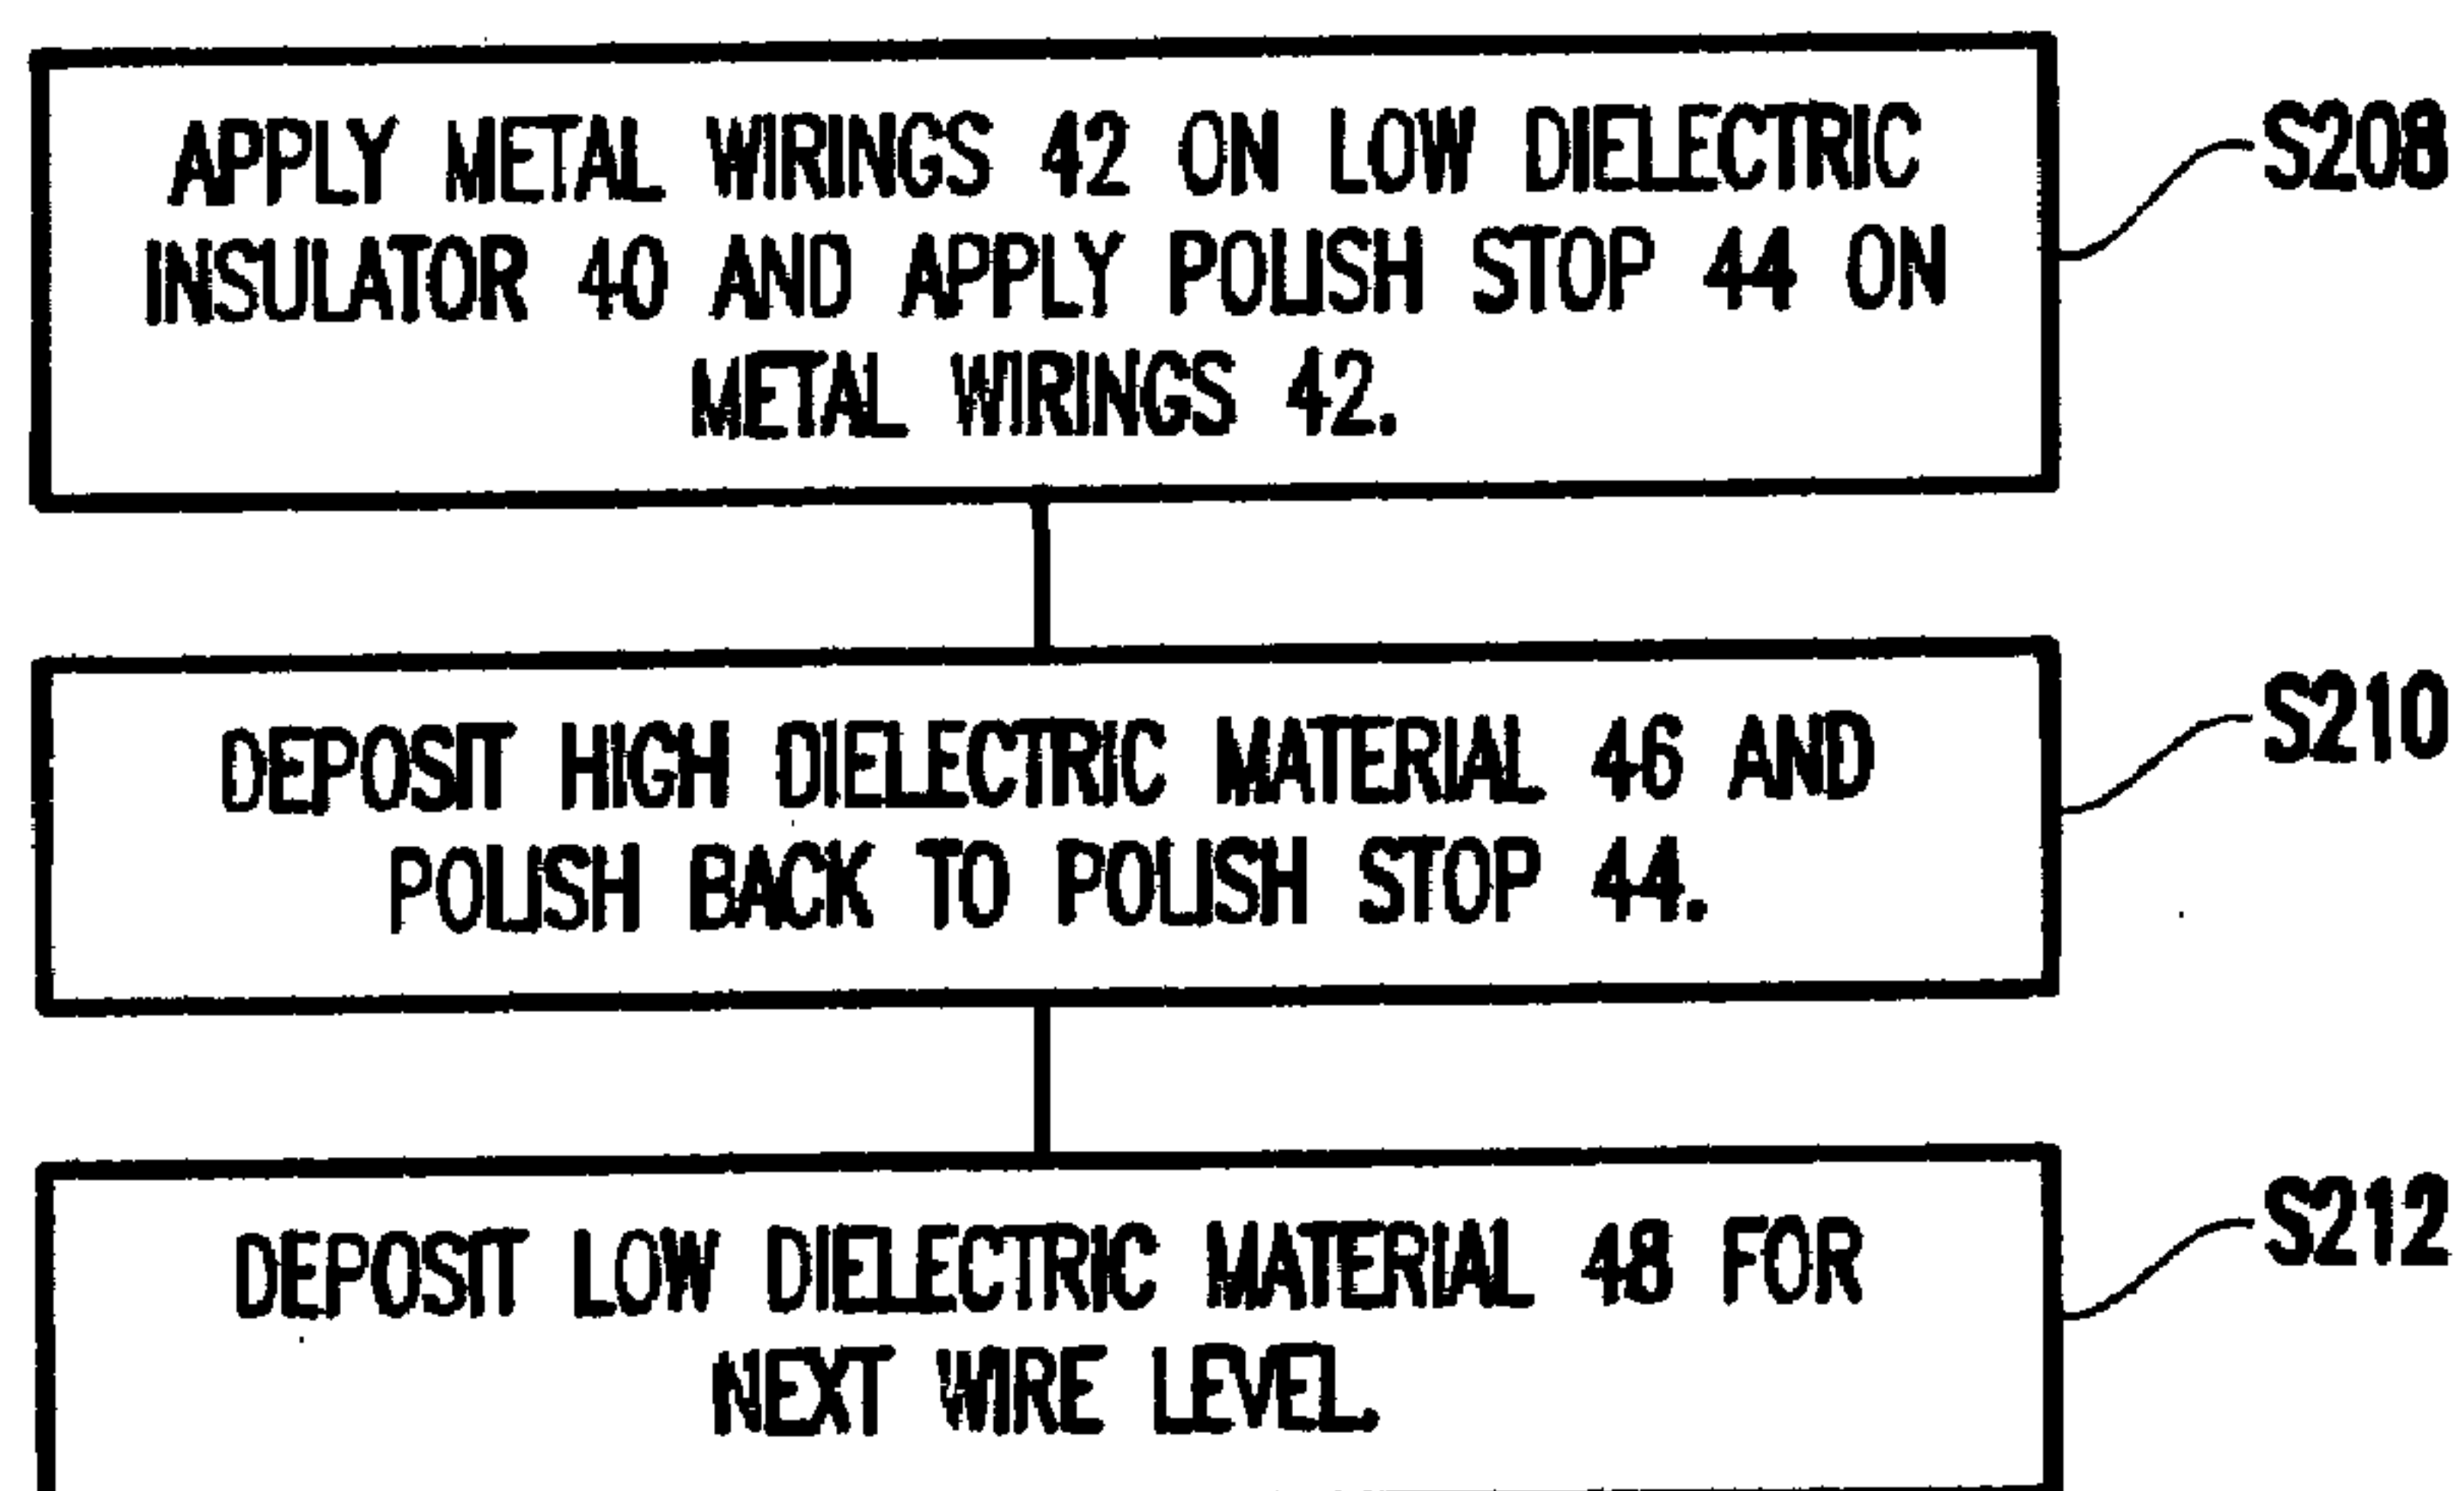 APPLY METAL WIRINGS 42 ON LOW DIELECTRIC
INSULATOR 40 AND APPLY POLISH STOP 44 ON
METAL WIRINGS 42.
S208
DEPOSIT HIGH DIELECTRIC MATERIAL 46 AND
POLISH BACK TO POLISH STOP 44.
S210
DEPOSIT LOW DIELECTRIC MATERIAL 48 FOR
NEXT WIRE LEVEL.
S212